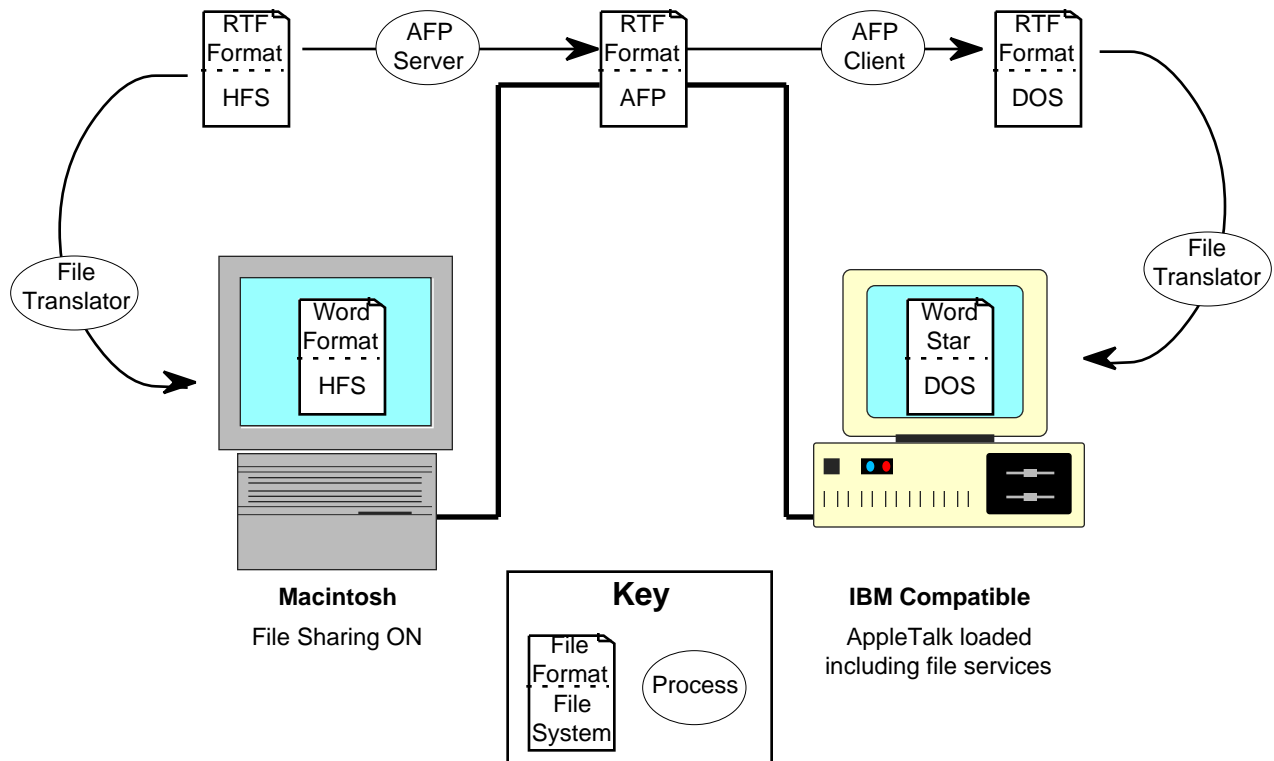 RTF
Format
HFS
AFP
Server
RTF
Format
AFP
AFP
Client
RTF
Format
DOS
File
Translator
File
Translator
Word
Format
HFS
Word
Star
DOS
Macintosh
File Sharing ON
IBM Compatible
AppleTalk loaded
including file services
Key
File
Format
File
System
Process